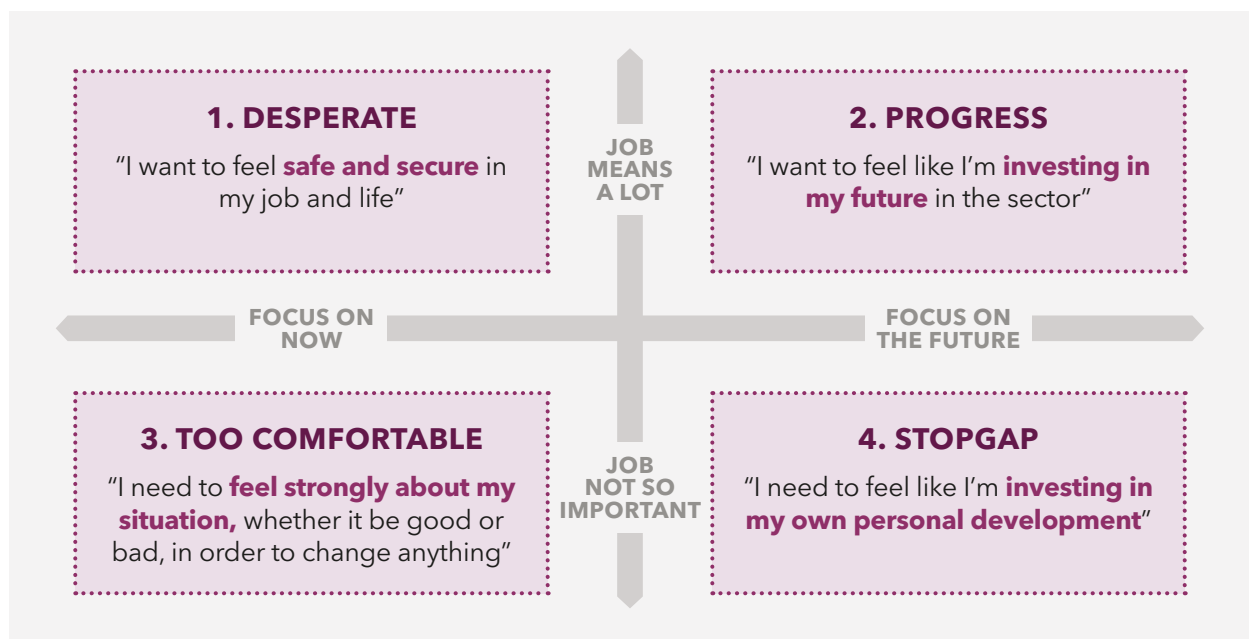 1. DESPERATE
“I want to feel safe and secure in
my job and life”
JOB
MEANS
A LOT
2. PROGRESS
“I want to feel like I’m investing in
my future in the sector”
FOCUS ON
NOW
FOCUS ON
THE FUTURE
3. TOO COMFORTABLE
“I need to feel strongly about my
situation, whether it be good or
bad, in order to change anything”
JOB
NOT SO
IMPORTANT
4. STOPGAP
“I need to feel like I’m investing in
my own personal development”